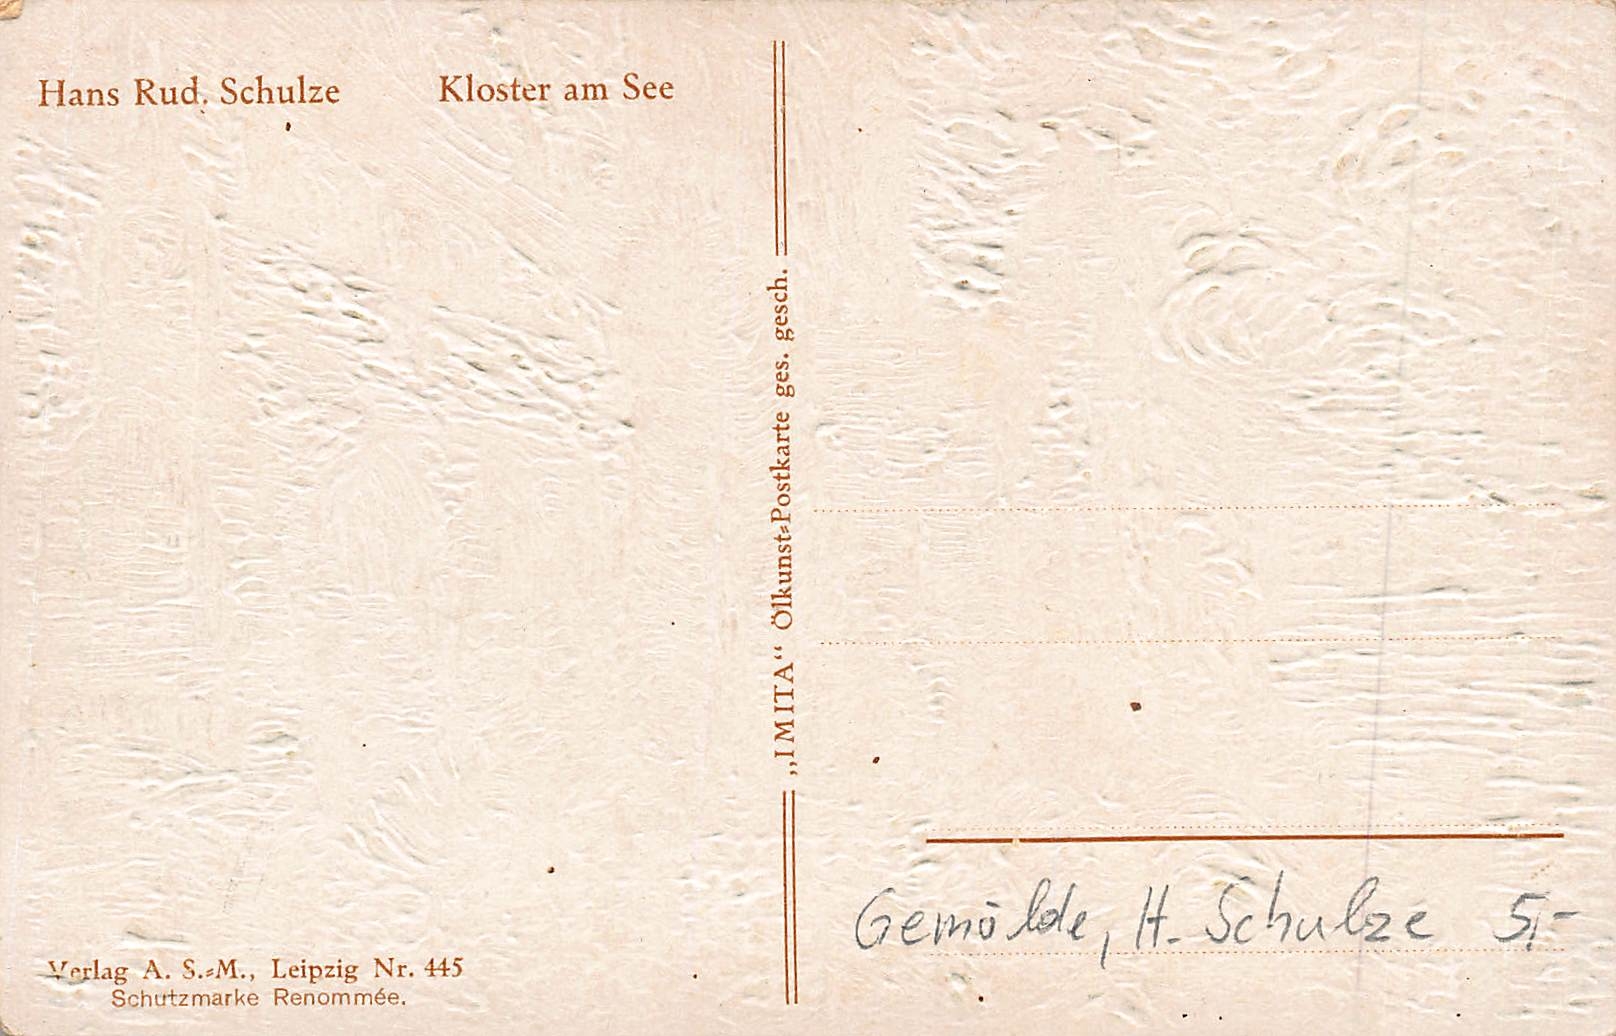 Hans Rud. Schulze Kloster am See
„IMITA“ Ölkunst-Postkarte ges. gesch.
Verlag A. S.-M., Leipzig Nr. 445
Schutzmarke Renommée.
Gemälde, H. Schulze 5,-